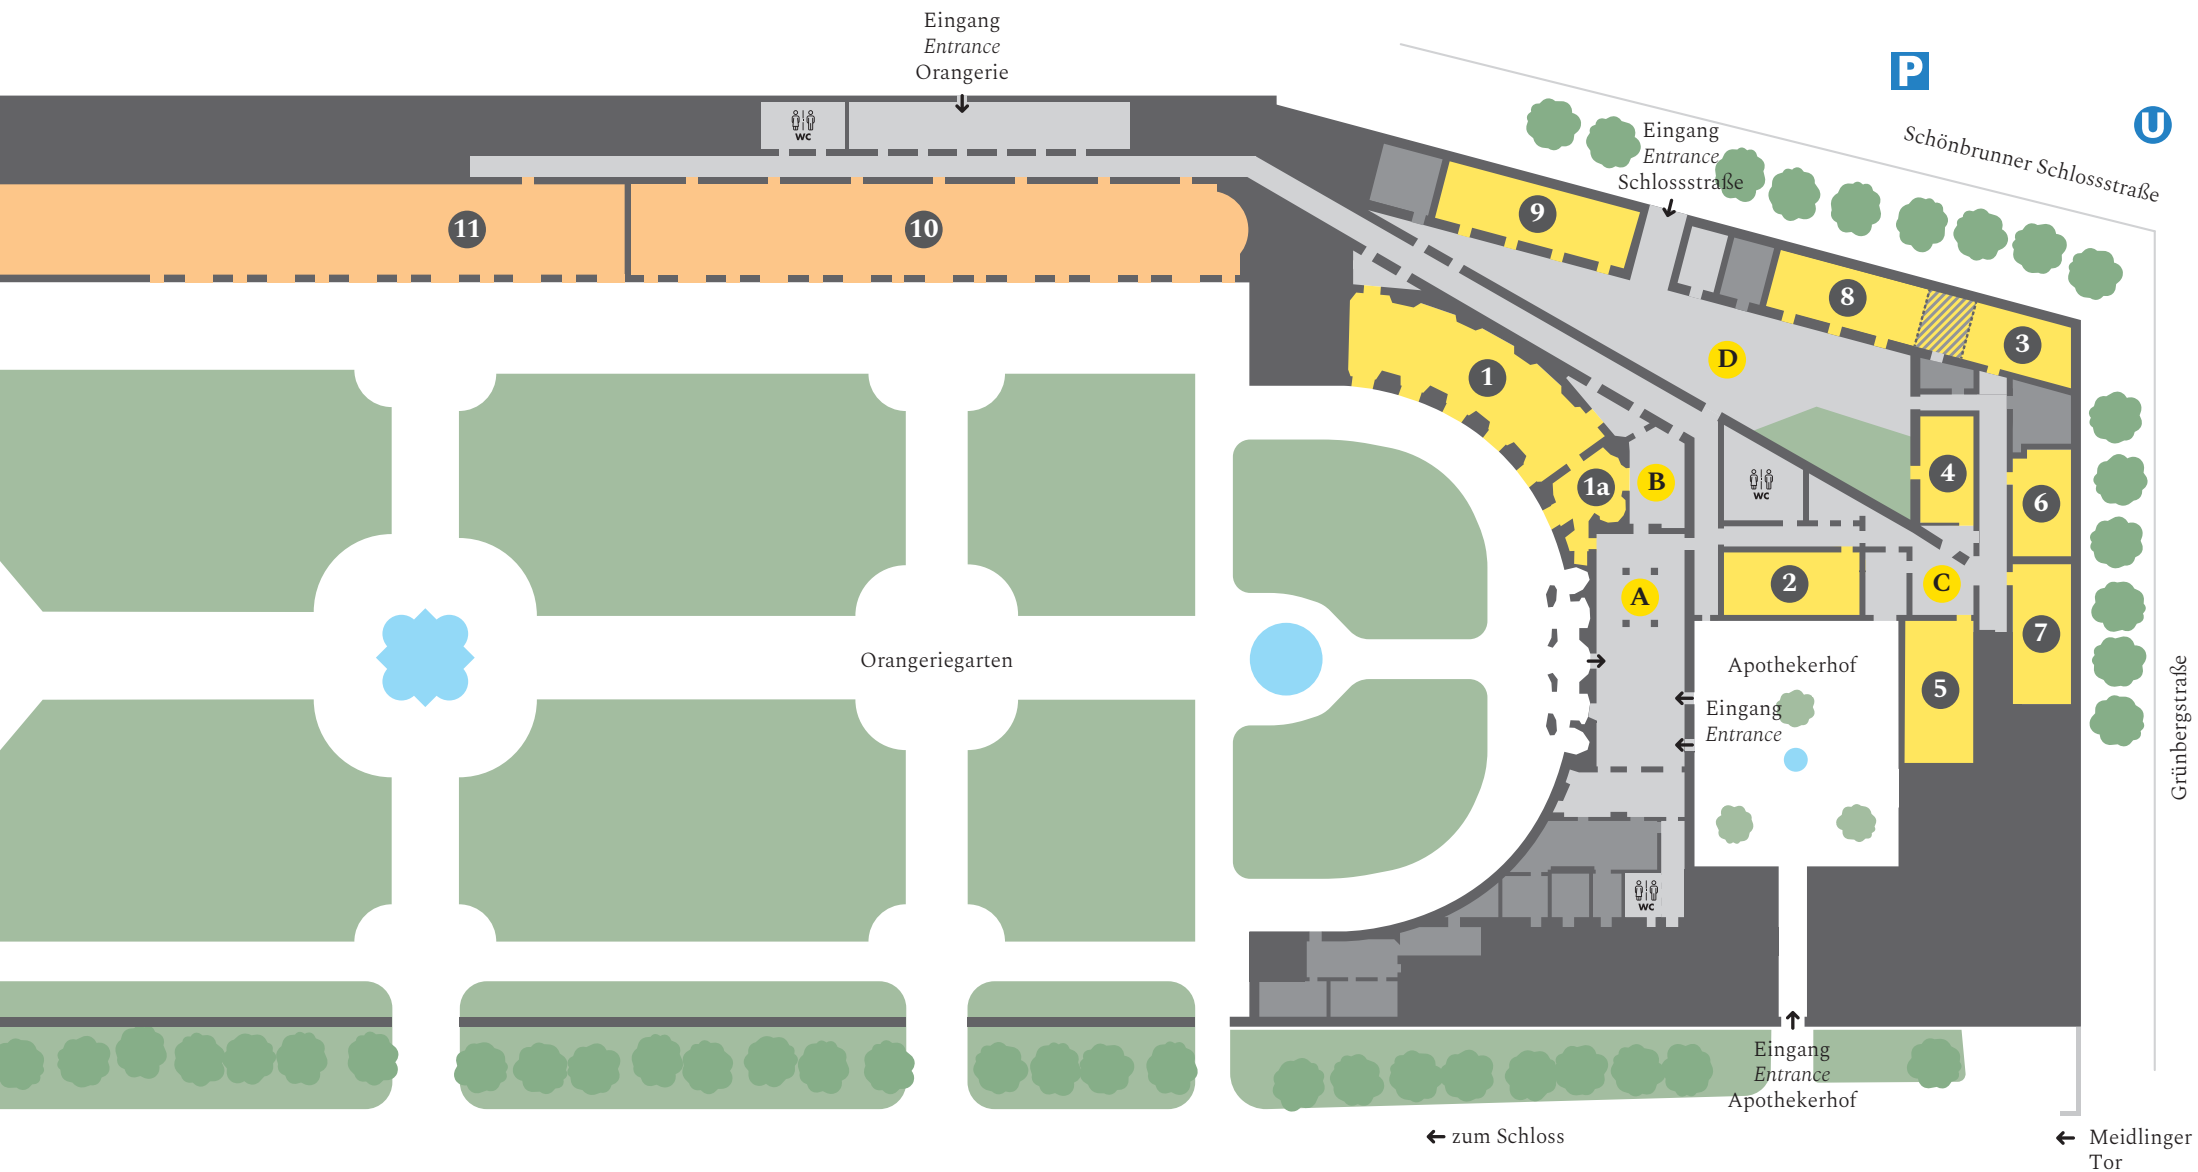 Eingang
Entrance
Orangerie
P
U
Schönbrunner Schlossstraße
Eingang
Entrance
Schlossstraße
WC
11
10
9
8
3
D
1
1a
B
WC
4
6
A
2
C
7
5
Orangeriegarten
Apothekerhof
Eingang
Entrance
Grünbergstraße
WC
Eingang
Entrance
Apothekerhof
← zum Schloss
← Meidlinger
Tor